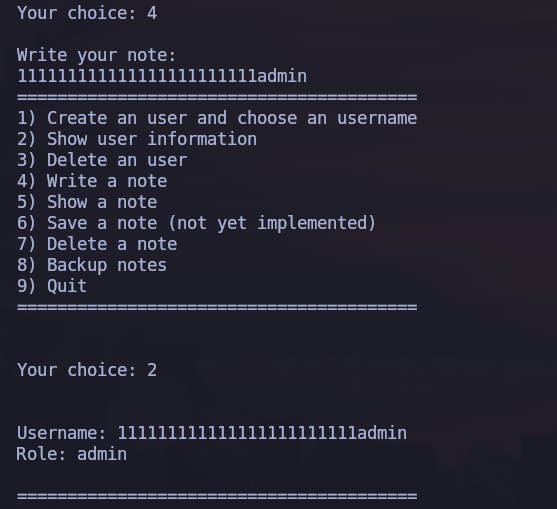 Your choice: 4
Write your note:
111111111111111111111111admin
========================================
1) Create an user and choose an username
2) Show user information
3) Delete an user
4) Write a note
5) Show a note
6) Save a note (not yet implemented)
7) Delete a note
8) Backup notes
9) Quit
========================================
Your choice: 2
Username: 111111111111111111111111admin
Role: admin
========================================